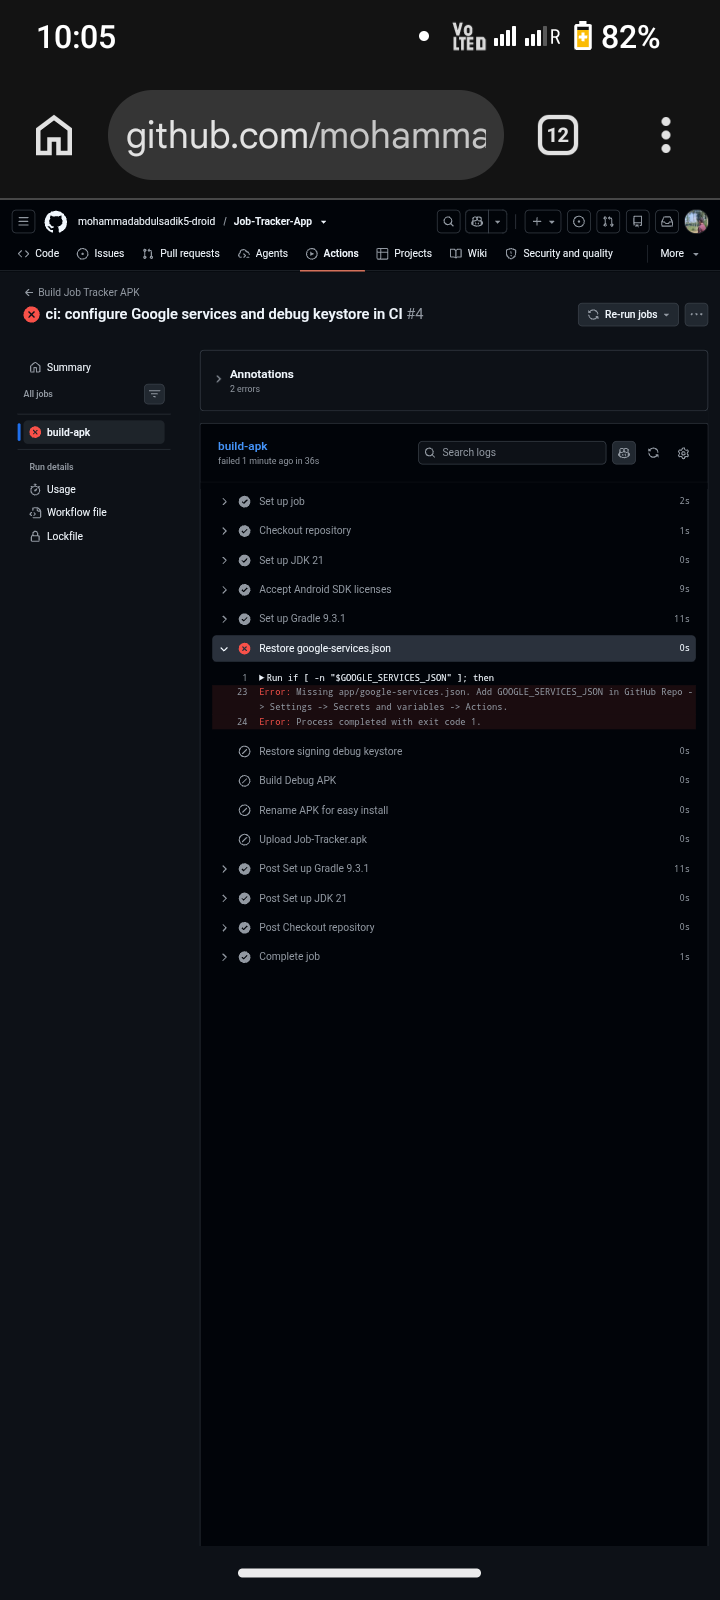 10:05
Vo LTED
R
82%
github.com/mohamma
12
mohammadabdulsadik5-droid / Job-Tracker-App
Code Issues Pull requests Agents Actions Projects Wiki Security and quality More
← Build Job Tracker APK
ci: configure Google services and debug keystore in CI #4
Re-run jobs
Summary
All jobs
build-apk
Run details
Usage
Workflow file
Lockfile
Annotations
2 errors
build-apk
failed 1 minute ago in 36s
Search logs
Set up job 2s
Checkout repository 1s
Set up JDK 21 0s
Accept Android SDK licenses 9s
Set up Gradle 9.3.1 11s
Restore google-services.json 0s
1 ▶Run if [ -n "$GOOGLE_SERVICES_JSON" ]; then
23 Error: Missing app/google-services.json. Add GOOGLE_SERVICES_JSON in GitHub Repo -
> Settings -> Secrets and variables -> Actions.
24 Error: Process completed with exit code 1.
Restore signing debug keystore 0s
Build Debug APK 0s
Rename APK for easy install 0s
Upload Job-Tracker.apk 0s
Post Set up Gradle 9.3.1 11s
Post Set up JDK 21 0s
Post Checkout repository 0s
Complete job 1s